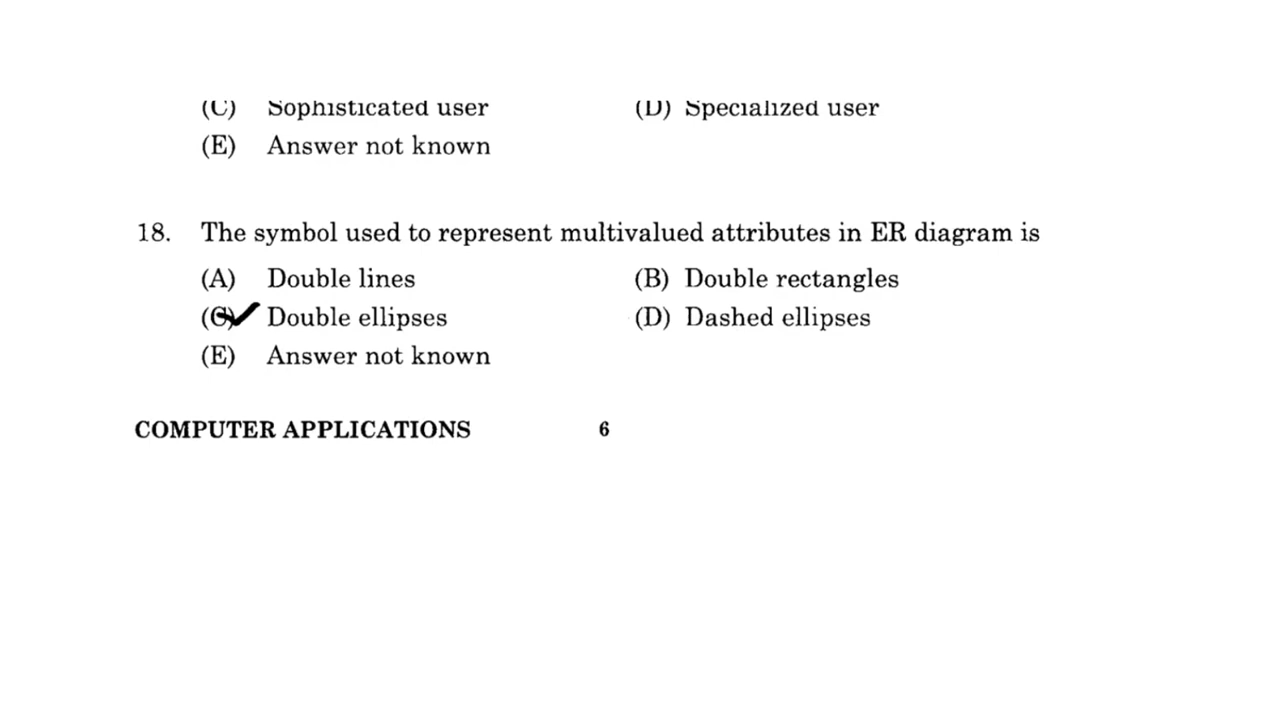 (C) Sophisticated user (D) Specialized user
(E) Answer not known
18. The symbol used to represent multivalued attributes in ER diagram is
(A) Double lines (B) Double rectangles
(C) Double ellipses (D) Dashed ellipses
(E) Answer not known
COMPUTER APPLICATIONS 6